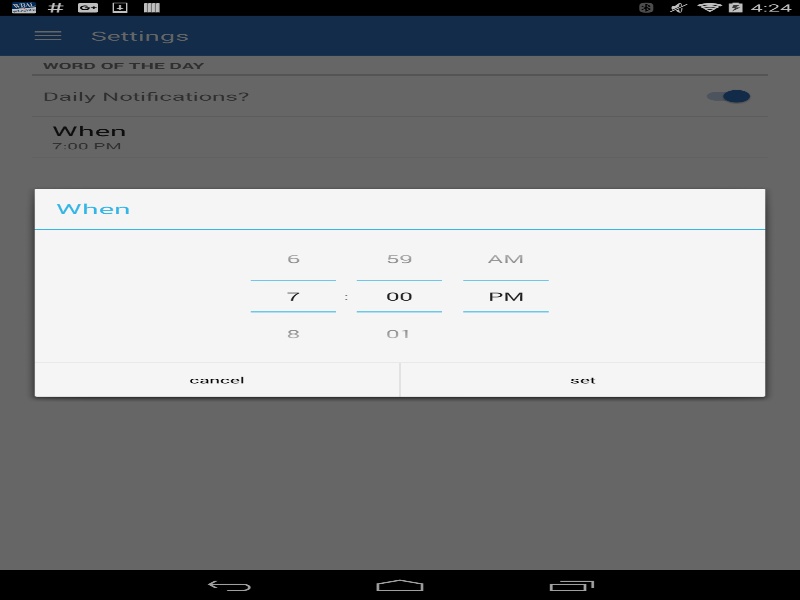 WBAL
#
G+
4:24
Settings
WORD OF THE DAY
Daily Notifications?
When
7:00 PM
When
6 59 AM
7 : 00 PM
8 01
cancel set